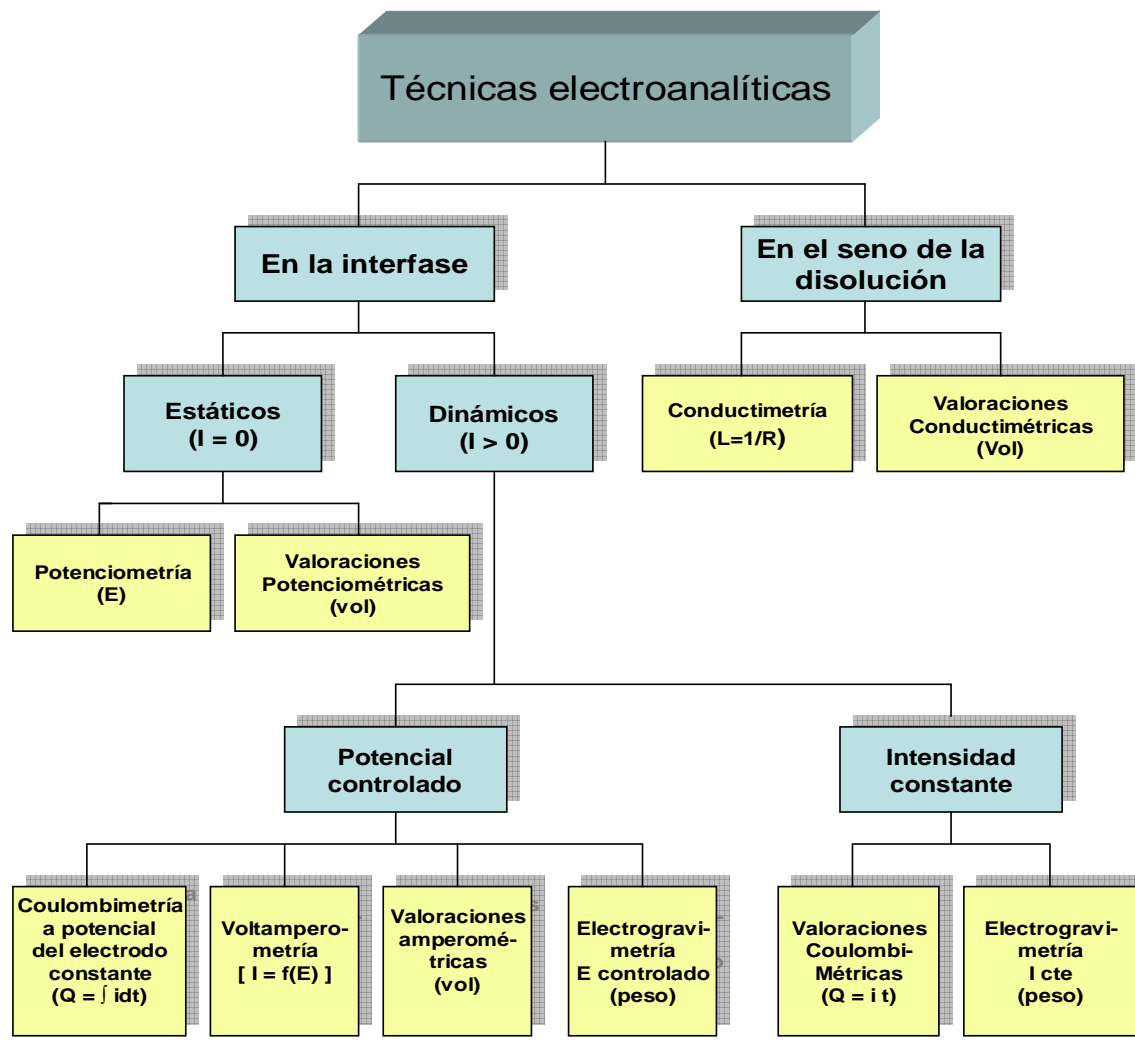 Técnicas electroanalíticas
En la interfase
En el seno de la
disolución
Estáticos
(I = 0)
Dinámicos
(I > 0)
Conductimetría
(L=1/R)
Valoraciones
Conductimétricas
(Vol)
Potenciometría
(E)
Valoraciones
Potenciométricas
(vol)
Potencial
controlado
Intensidad
constante
Coulombimetría
a potencial
del electrodo
constante
(Q = ∫ idt)
Voltampero-
metría
[ I = f(E) ]
Valoraciones
amperomé-
tricas
(vol)
Electrogravi-
metría
E controlado
(peso)
Valoraciones
Coulombi-
Métricas
(Q = i t)
Electrogravi-
metría
I cte
(peso)